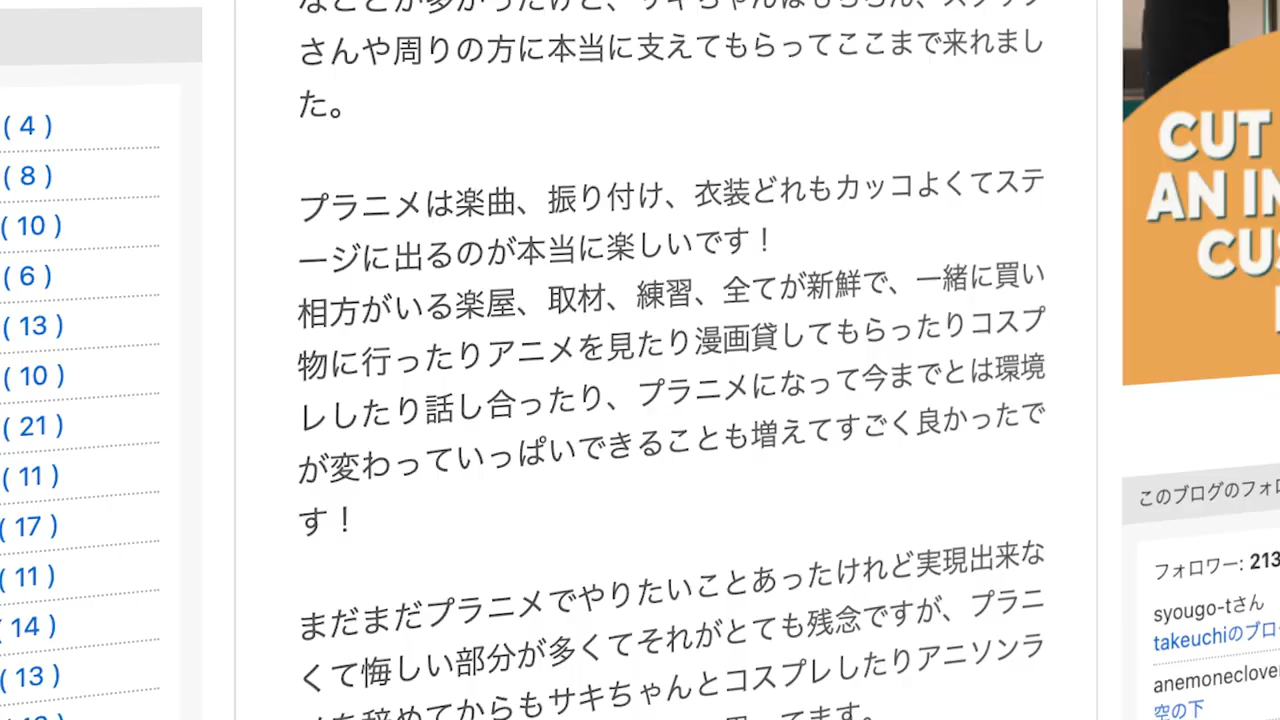 さんや周りの方に本当に支えてもらってここまで来れまし
た。
プラニメは楽曲、振り付け、衣装どれもカッコよくてステ
ージに出るのが本当に楽しいです！
相方がいる楽屋、取材、練習、全てが新鮮で、一緒に買い
物に行ったりアニメを見たり漫画貸してもらったりコスプ
レしたり話し合ったり、プラニメになって今までとは環境
が変わっていっぱいできることも増えてすごく良かったで
す！
まだまだプラニメでやりたいことあったけれど実現出来な
くて悔しい部分が多くてそれがとても残念ですが、プラニ
メを辞めてからもサキちゃんとコスプレしたりアニソンラ
てます。
( 4 )
( 8 )
( 10 )
( 6 )
( 13 )
( 10 )
( 21 )
( 11 )
( 17 )
( 11 )
( 14 )
( 13 )
CUT
AN IN
CUS
このブログのフォロ
フォロワー: 213
syougo-tさん
takeuchiのブロ
anemoneclover
空の下